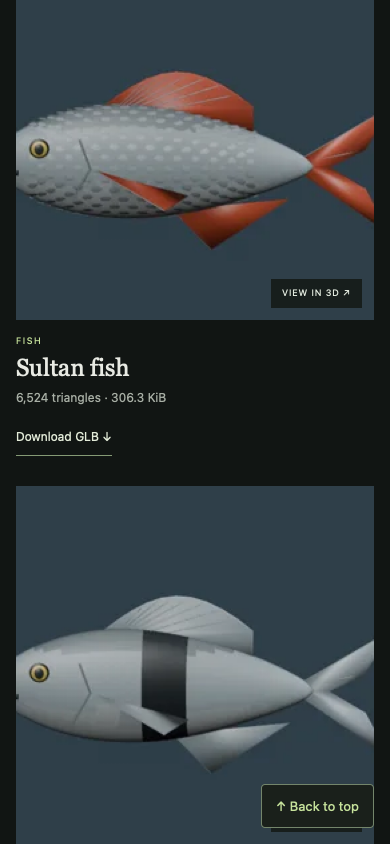 VIEW IN 3D ↗
FISH
Sultan fish
6,524 triangles · 306.3 KiB
Download GLB ↓
↑ Back to top